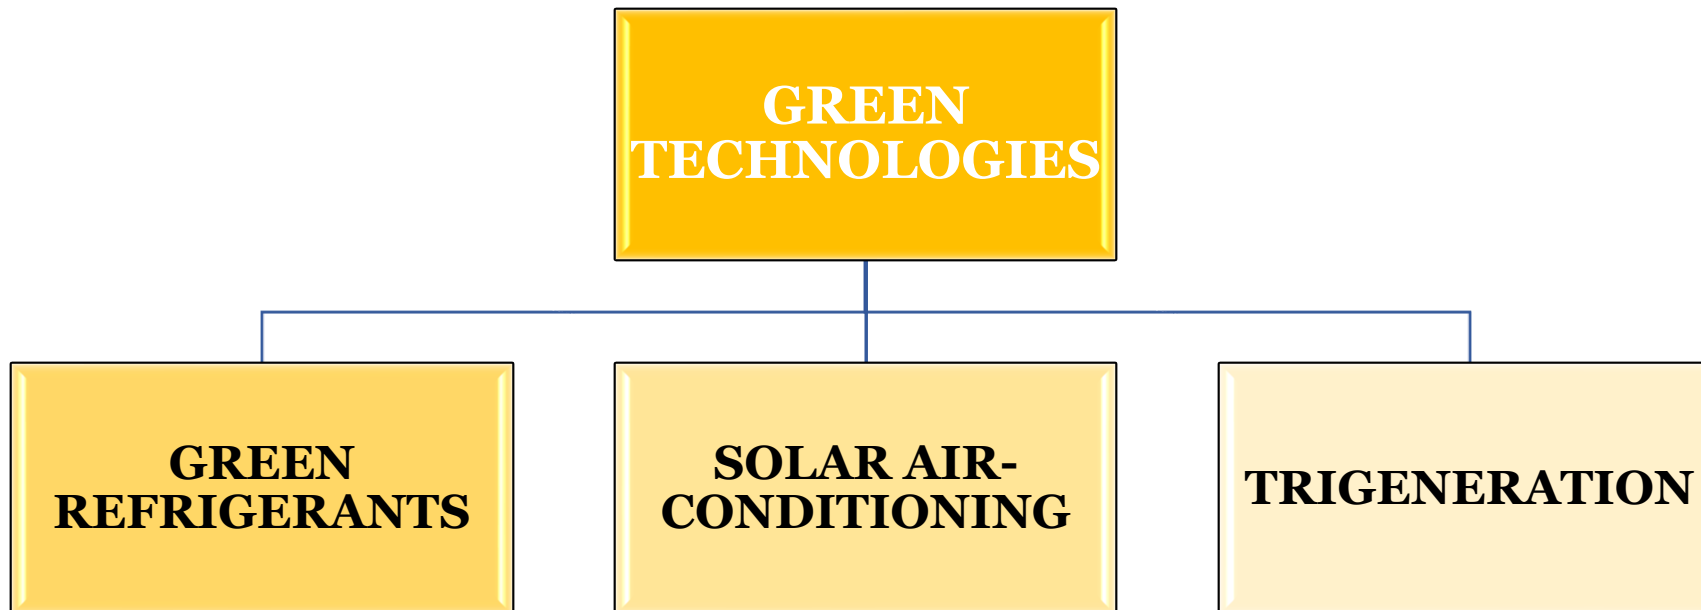 GREEN
TECHNOLOGIES
GREEN
REFRIGERANTS
SOLAR AIR-
CONDITIONING
TRIGENERATION